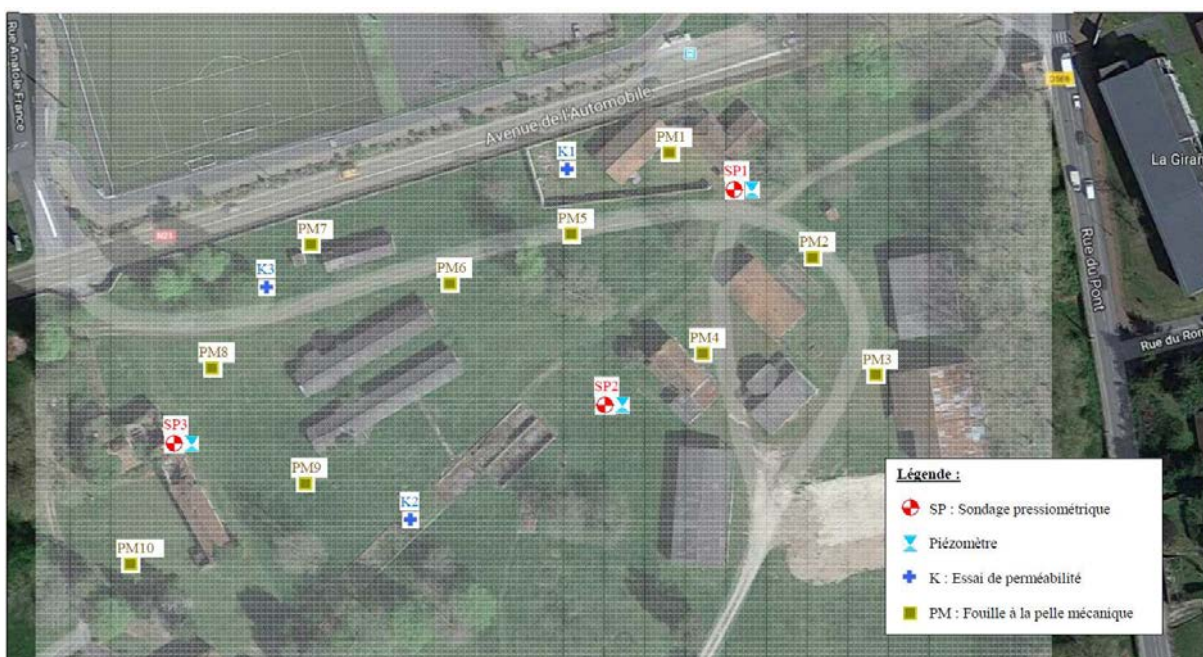 Rue Anatole France
Avenue de l'Automobile
D5E6
La Giran
K1
PM1
SP1
PM5
PM7
N21
PM2
K3
PM6
Rue du Pont
Rue du Ron
PM8
PM4
PM3
SP2
SP3
PM9
K2
PM10
Légende :
SP : Sondage pressiométrique
Piézomètre
K : Essai de perméabilité
PM : Fouille à la pelle mécanique